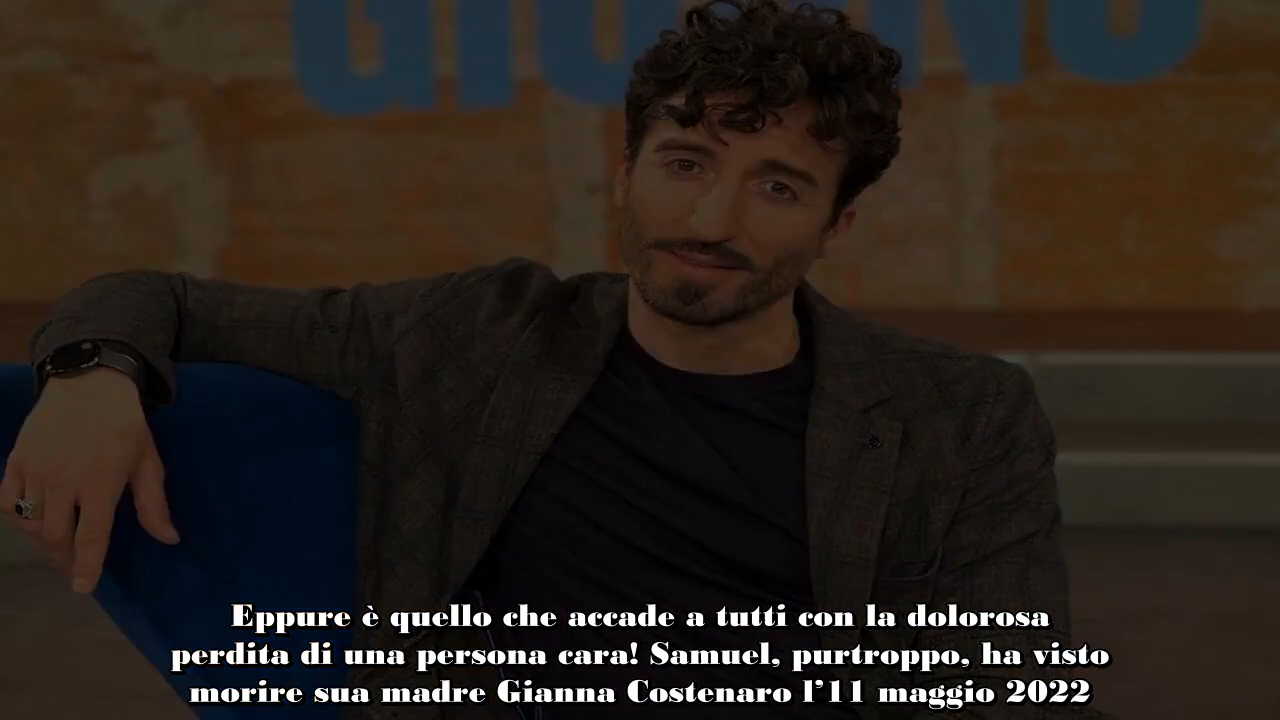 GIORNO
Eppure è quello che accade a tutti con la dolorosa
perdita di una persona cara! Samuel, purtroppo, ha visto
morire sua madre Gianna Costenaro l’11 maggio 2022